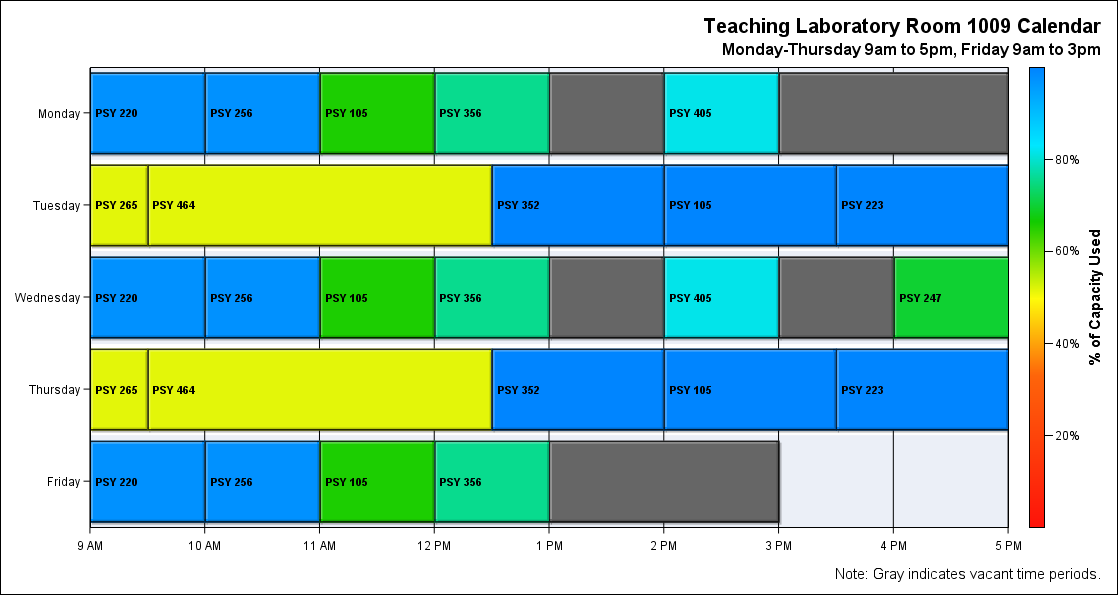 Teaching Laboratory Room 1009 Calendar
Monday-Thursday 9am to 5pm, Friday 9am to 3pm
Monday
PSY 220 PSY 256 PSY 105 PSY 356 PSY 405
Tuesday
PSY 265 PSY 464 PSY 352 PSY 105 PSY 223
Wednesday
PSY 220 PSY 256 PSY 105 PSY 356 PSY 405 PSY 247
Thursday
PSY 265 PSY 464 PSY 352 PSY 105 PSY 223
Friday
PSY 220 PSY 256 PSY 105 PSY 356
9 AM 10 AM 11 AM 12 PM 1 PM 2 PM 3 PM 4 PM 5 PM
80%
60%
40%
20%
% of Capacity Used
Note: Gray indicates vacant time periods.